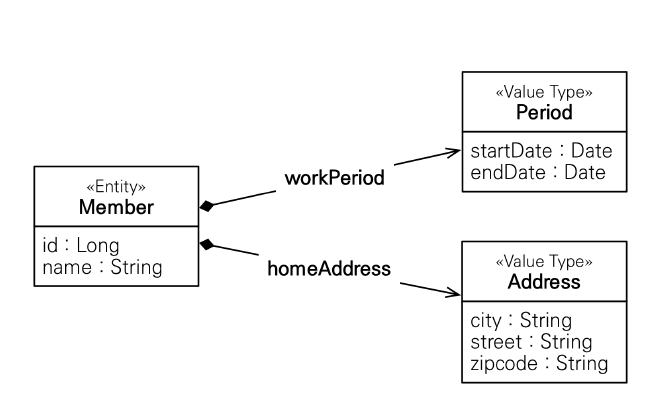 «Entity»
Member
id : Long
name : String
workPeriod
homeAddress
«Value Type»
Period
startDate : Date
endDate : Date
«Value Type»
Address
city : String
street : String
zipcode : String